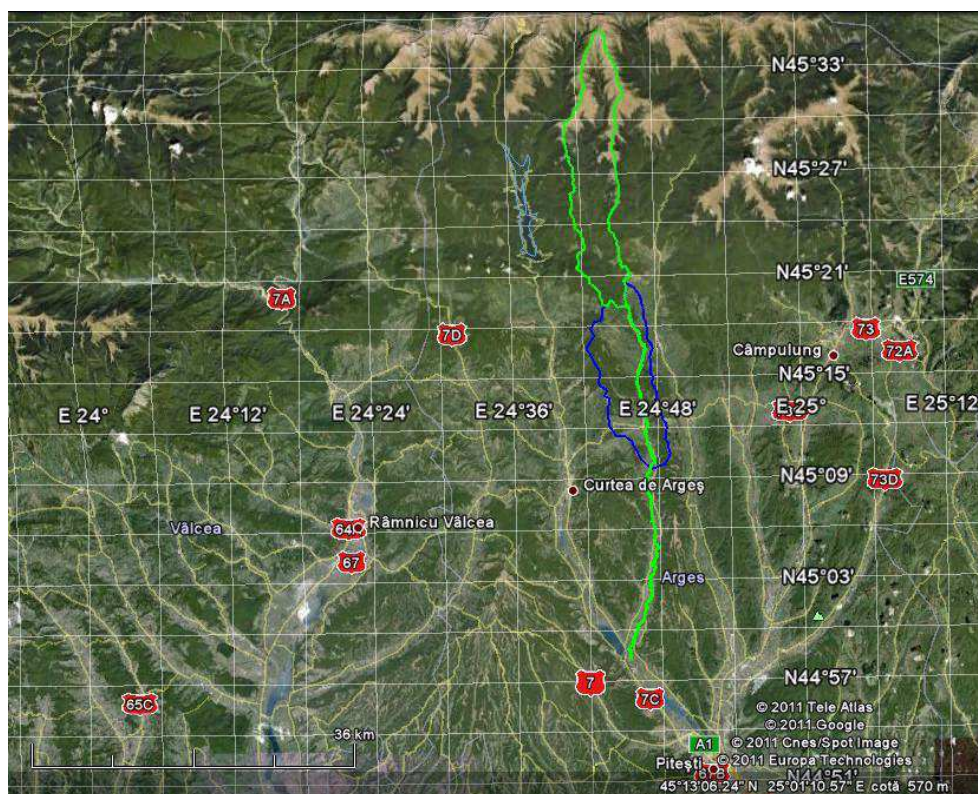 N45°33'
N45°27'
N45°21'
E574
7A
73
7D
72A
Câmpulung
N45°15'
E 24°
E 24°12'
E 24°24'
E 24°36'
E 24°48'
E 25°
E 25°12'
N45°09'
73D
Curtea de Argeş
Vâlcea
Râmnicu Vâlcea
67
Arges
N45°03'
N44°57'
7
7C
65C
© 2011 Tele Atlas
© 2011 Google
36 km
A1
© 2011 Cnes/Spot Image
Piteşti
© 2011 Europa Technologies
N44°51'
45°13'06.24" N 25°01'10.57" E cotă 570 m